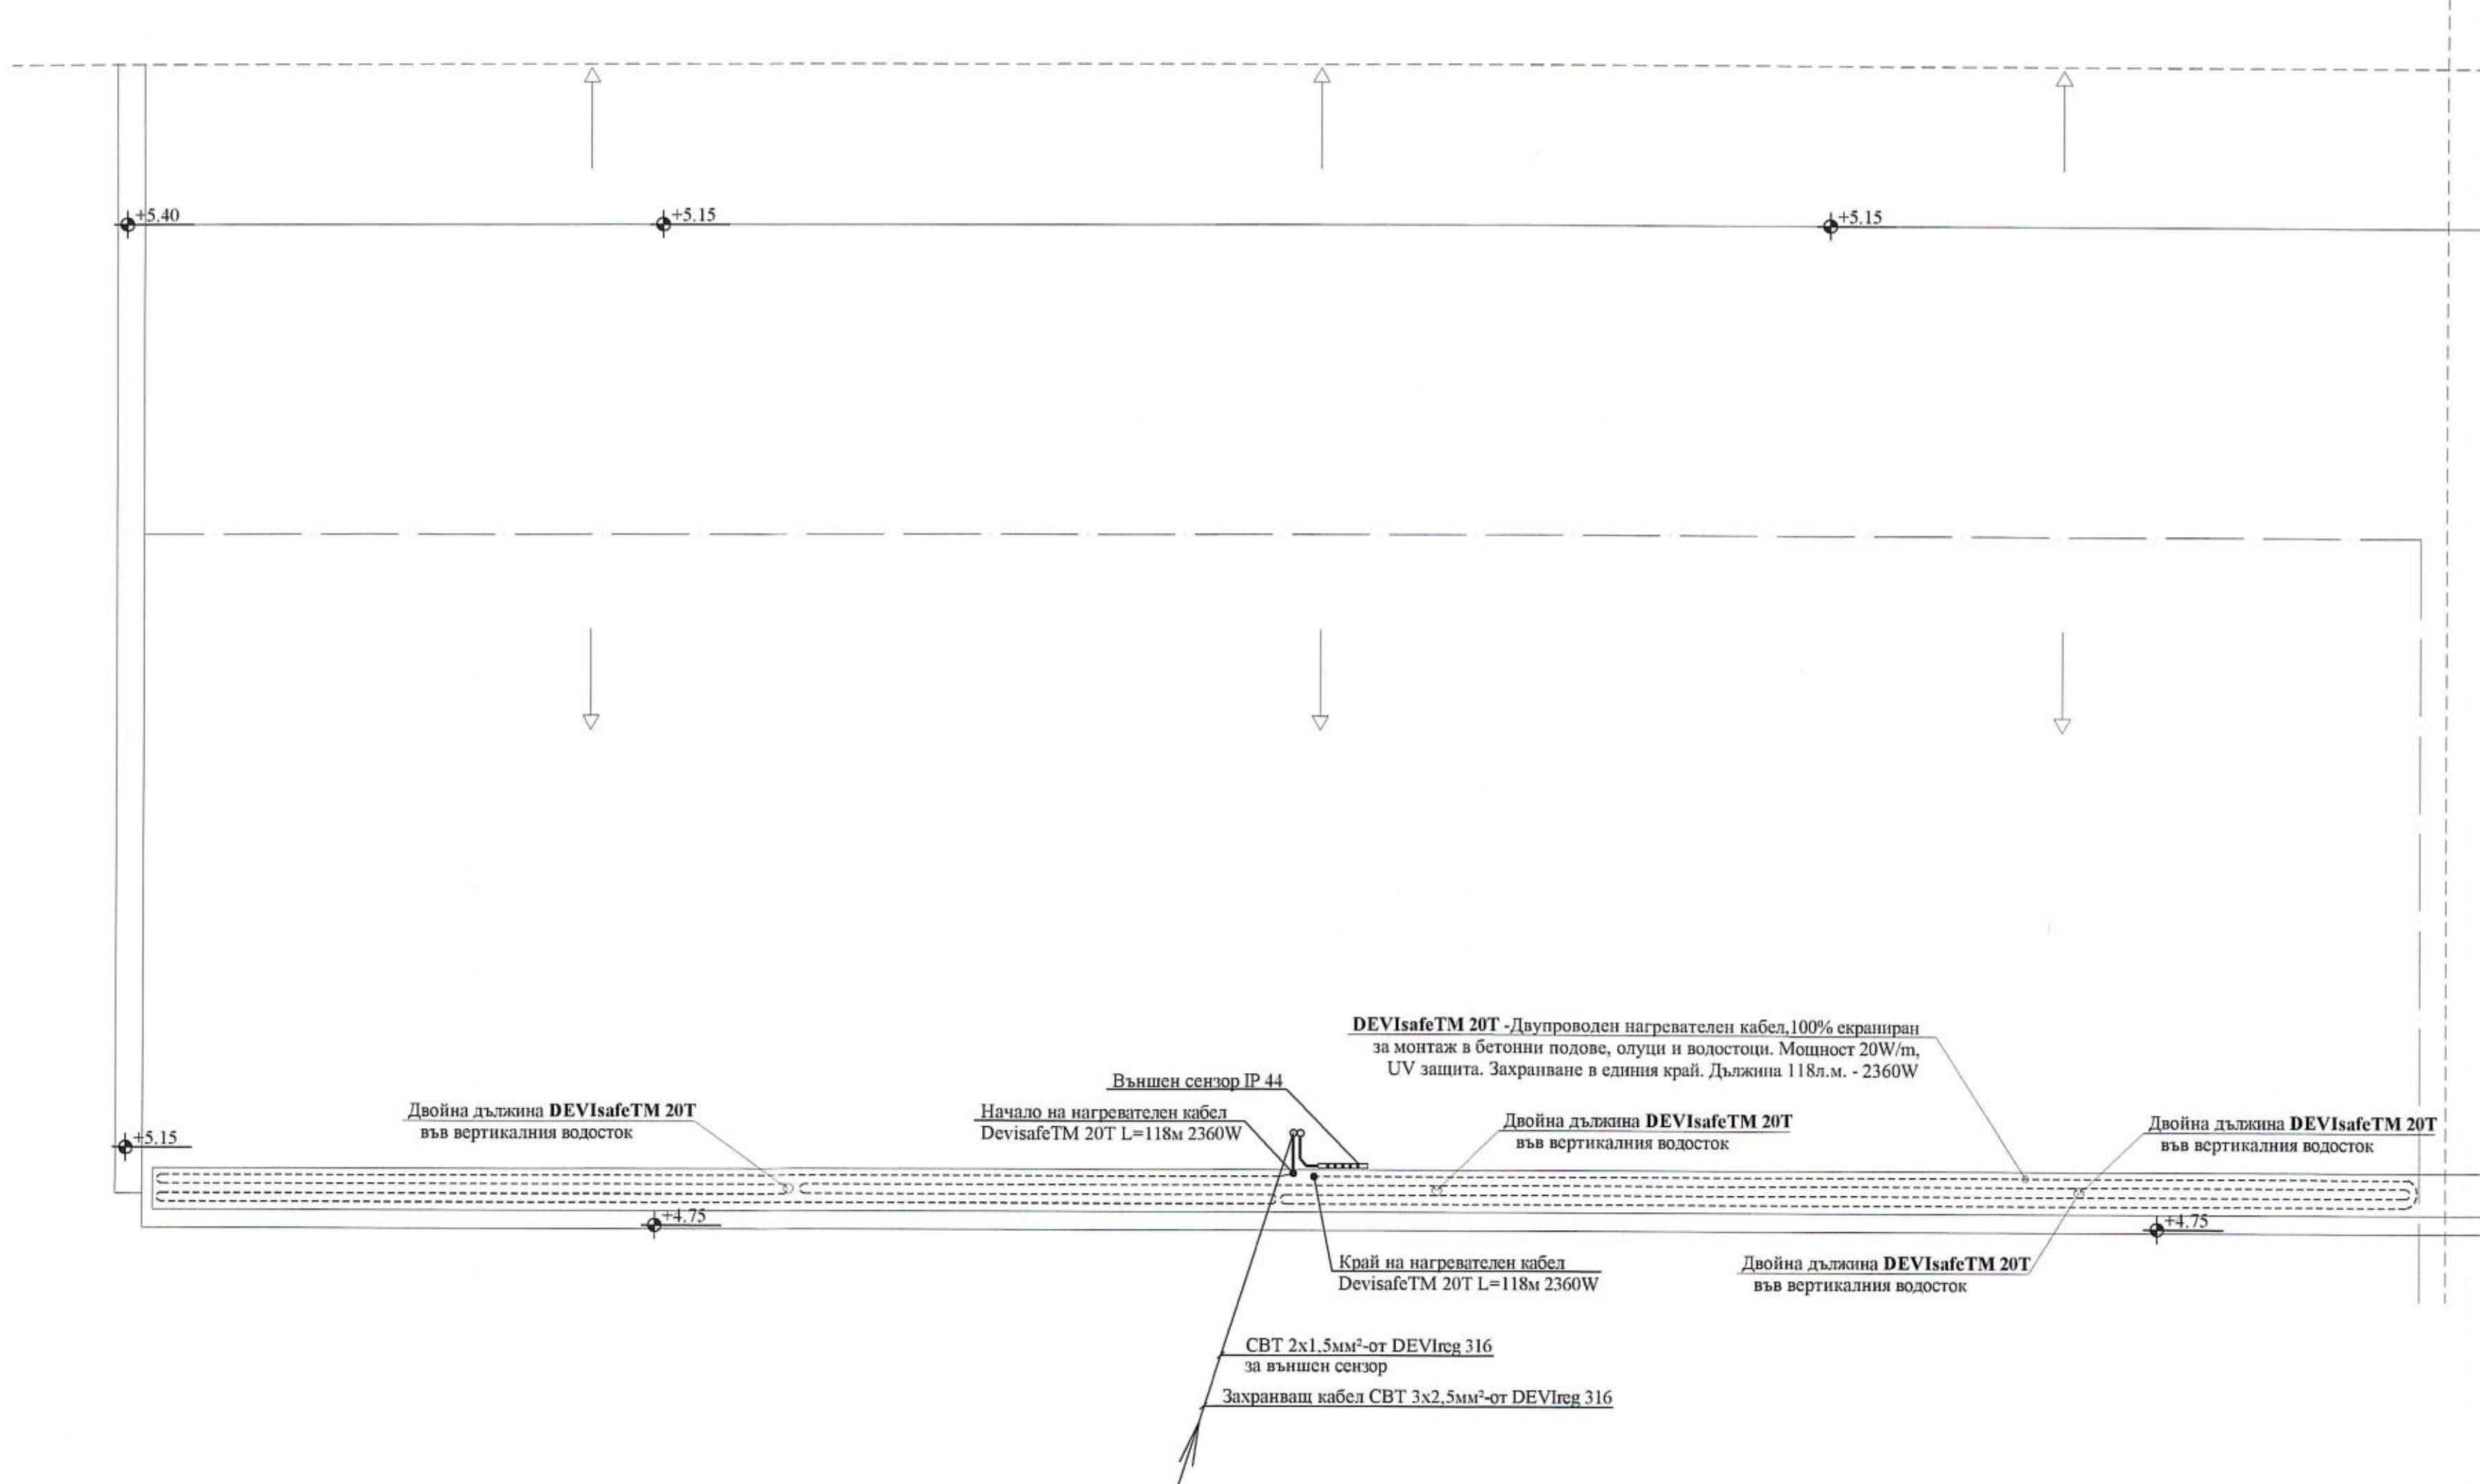 +5.40
+5.15
+5.15
DEVIsafeTM 20T -Двупроводен нагревателен кабел,100% екраниран
за монтаж в бетонни подове, олуци и водостоци. Мощност 20W/m,
UV защита. Захранване в единия край. Дължина 118л.м. - 2360W
Външен сензор IP 44
Двойна дължина DEVIsafeTM 20T
във вертикалния водосток
Начало на нагревателен кабел
DevisafeTM 20T L=118м 2360W
Двойна дължина DEVIsafeTM 20T
във вертикалния водосток
Двойна дължина DEVIsafeTM 20T
във вертикалния водосток
+5.15
+4.75
+4.75
Край на нагревателен кабел
DevisafeTM 20T L=118м 2360W
Двойна дължина DEVIsafeTM 20T
във вертикалния водосток
СВТ 2х1,5мм²-от DEVIreg 316
за външен сензор
Захранващ кабел СВТ 3х2,5мм²-от DEVIreg 316